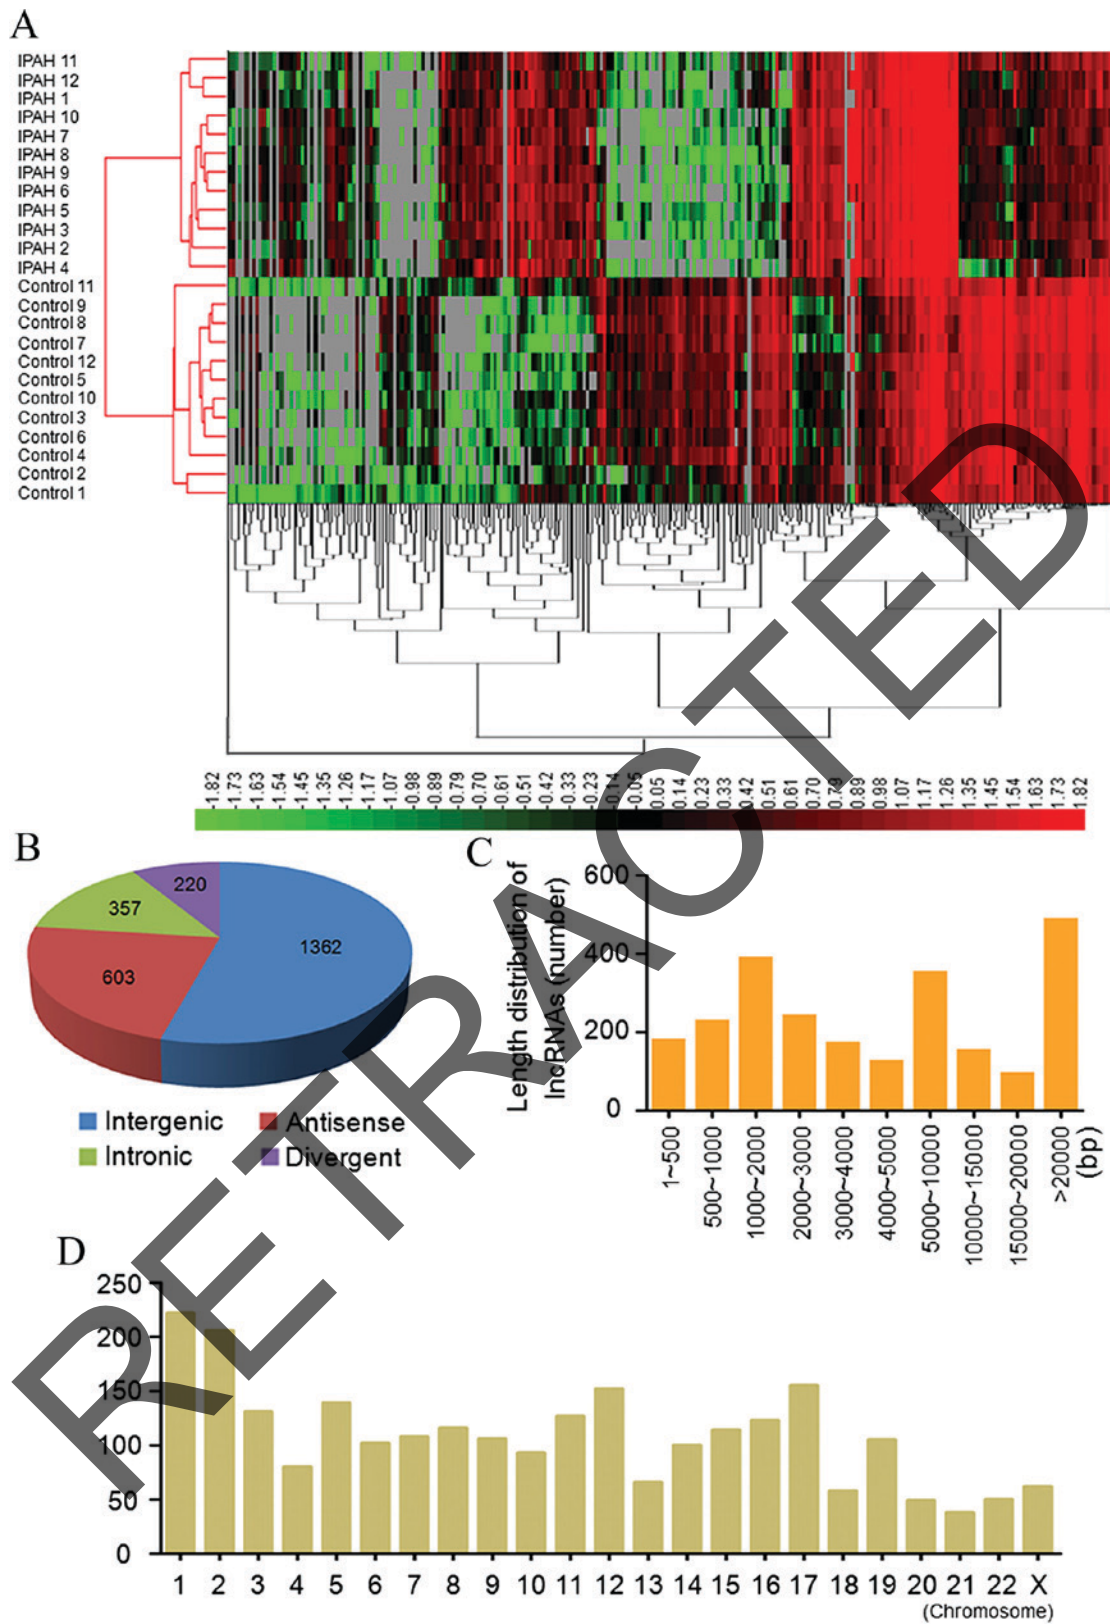 A
IPAH 11
IPAH 12
IPAH 1
IPAH 10
IPAH 7
IPAH 8
IPAH 9
IPAH 6
IPAH 5
IPAH 3
IPAH 2
IPAH 4
Control 11
Control 9
Control 8
Control 7
Control 12
Control 5
Control 10
Control 3
Control 6
Control 4
Control 2
Control 1
-1.82 -1.73 -1.63 -1.54 -1.45 -1.35 -1.26 -1.17 -1.07 -0.98 -0.89 -0.79 -0.70 -0.61 -0.51 -0.42 -0.33 -0.23 -0.14 -0.05 0.05 0.14 0.23 0.33 0.42 0.51 0.61 0.70 0.79 0.89 0.98 1.07 1.17 1.26 1.35 1.45 1.54 1.63 1.73 1.82
B
220
357
1362
603
Intergenic Antisense
Intronic Divergent
C
Length distribution of
lncRNAs (number)
600
400
200
0
1~500 500~1000 1000~2000 2000~3000 3000~4000 4000~5000 5000~10000 10000~15000 15000~20000 >20000
(bp)
D
250
200
150
100
50
0
1 2 3 4 5 6 7 8 9 10 11 12 13 14 15 16 17 18 19 20 21 22 X
(Chromosome)
RETRACTED